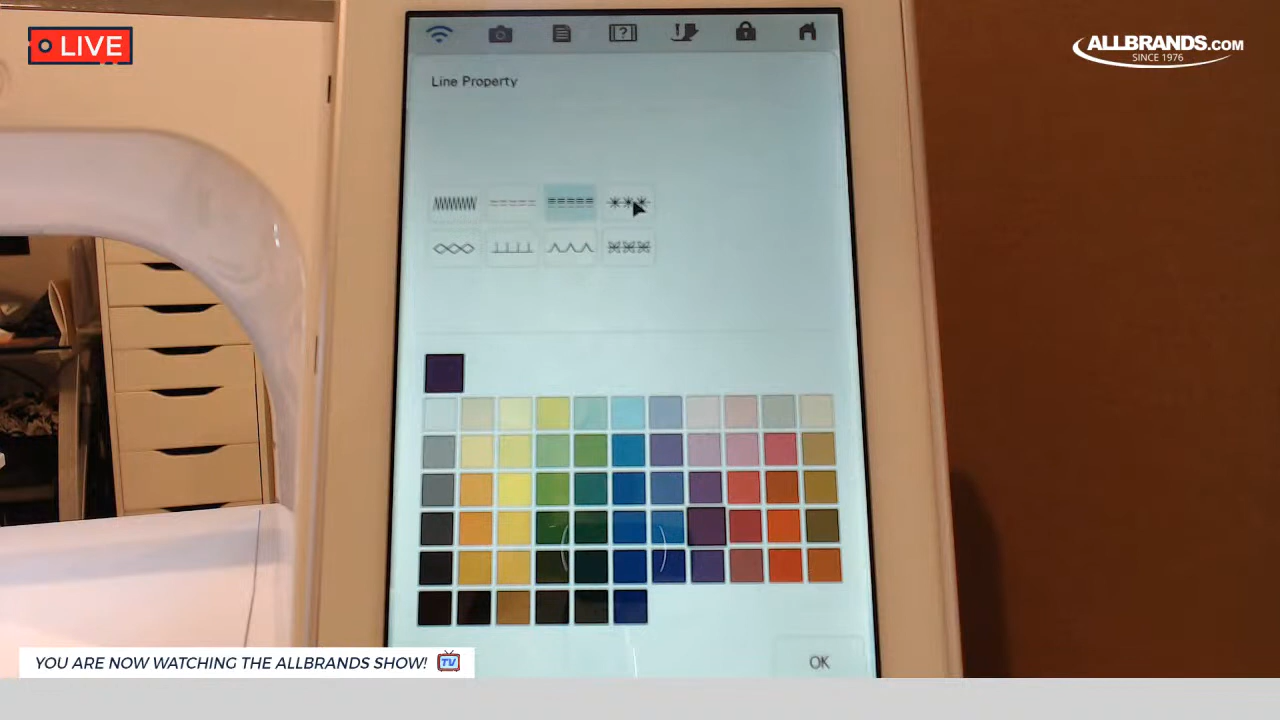 LIVE
ALLBRANDS.COM
SINCE 1976
?
Line Property
OK
YOU ARE NOW WATCHING THE ALLBRANDS SHOW!
TV